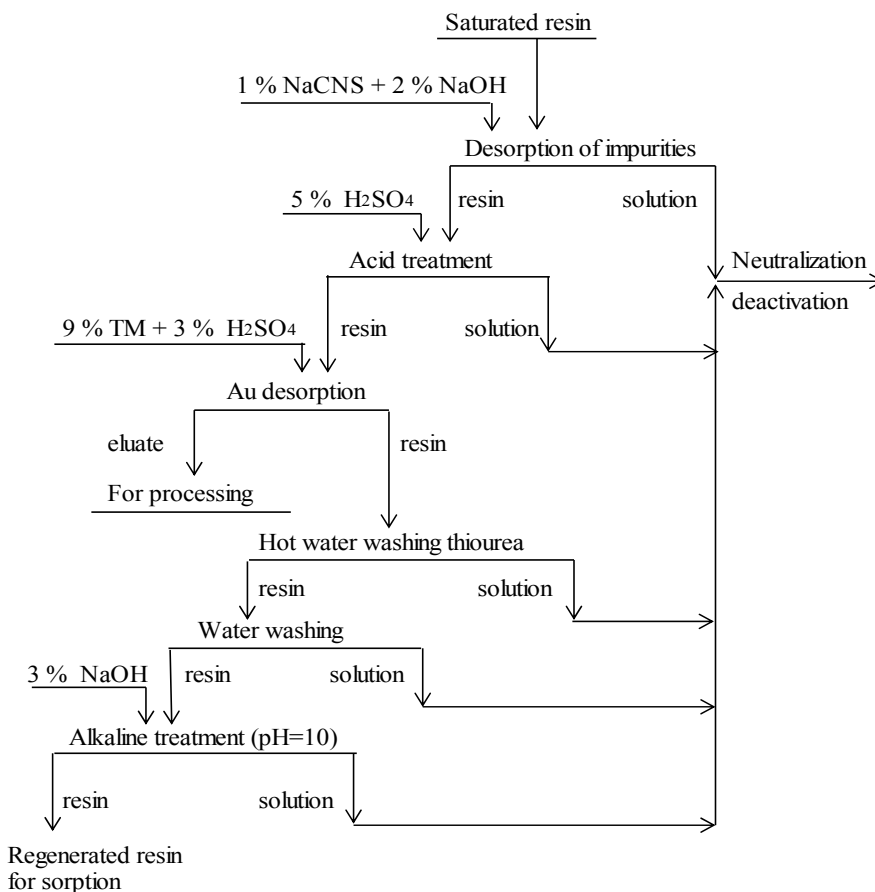 Saturated resin
1 % NaCNS + 2 % NaOH
Desorption of impurities
5 % H2SO4
resin
solution
Acid treatment
Neutralization
deactivation
9 % TM + 3 % H2SO4
resin
solution
Au desorption
eluate
resin
For processing
Hot water washing thiourea
resin
solution
Water washing
3 % NaOH
resin
solution
Alkaline treatment (pH=10)
resin
solution
Regenerated resin
for sorption